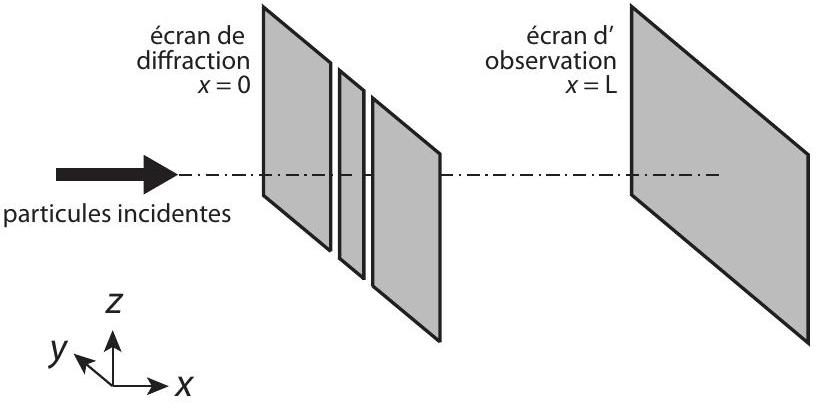 écran de
diffraction
x = 0
écran d’
observation
x = L
particules incidentes
z
y
x